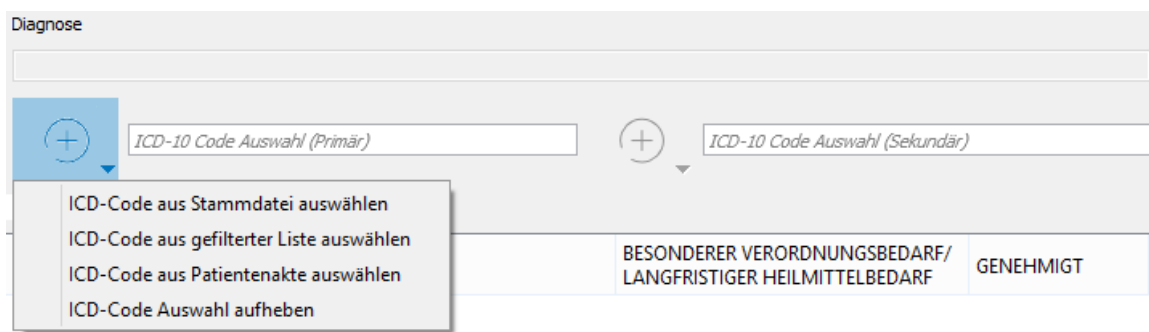 Diagnose
ICD-10 Code Auswahl (Primär)
ICD-10 Code Auswahl (Sekundär)
ICD-Code aus Stammdatei auswählen
ICD-Code aus gefilterter Liste auswählen
ICD-Code aus Patientenakte auswählen
ICD-Code Auswahl aufheben
BESONDERER VERORDNUNGSBEDARF/
LANGFRISTIGER HEILMITTELBEDARF
GENEHMIGT